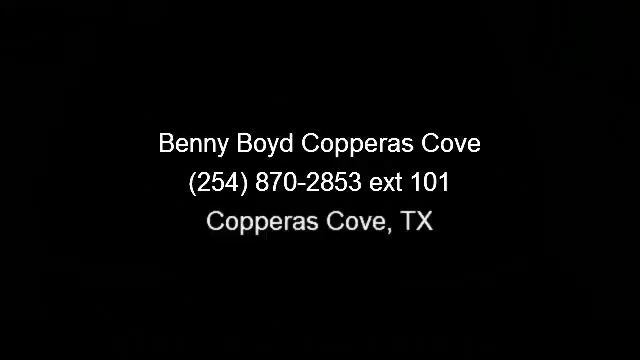 Benny Boyd Copperas Cove
(254) 870-2853 ext 101
Copperas Cove, TX